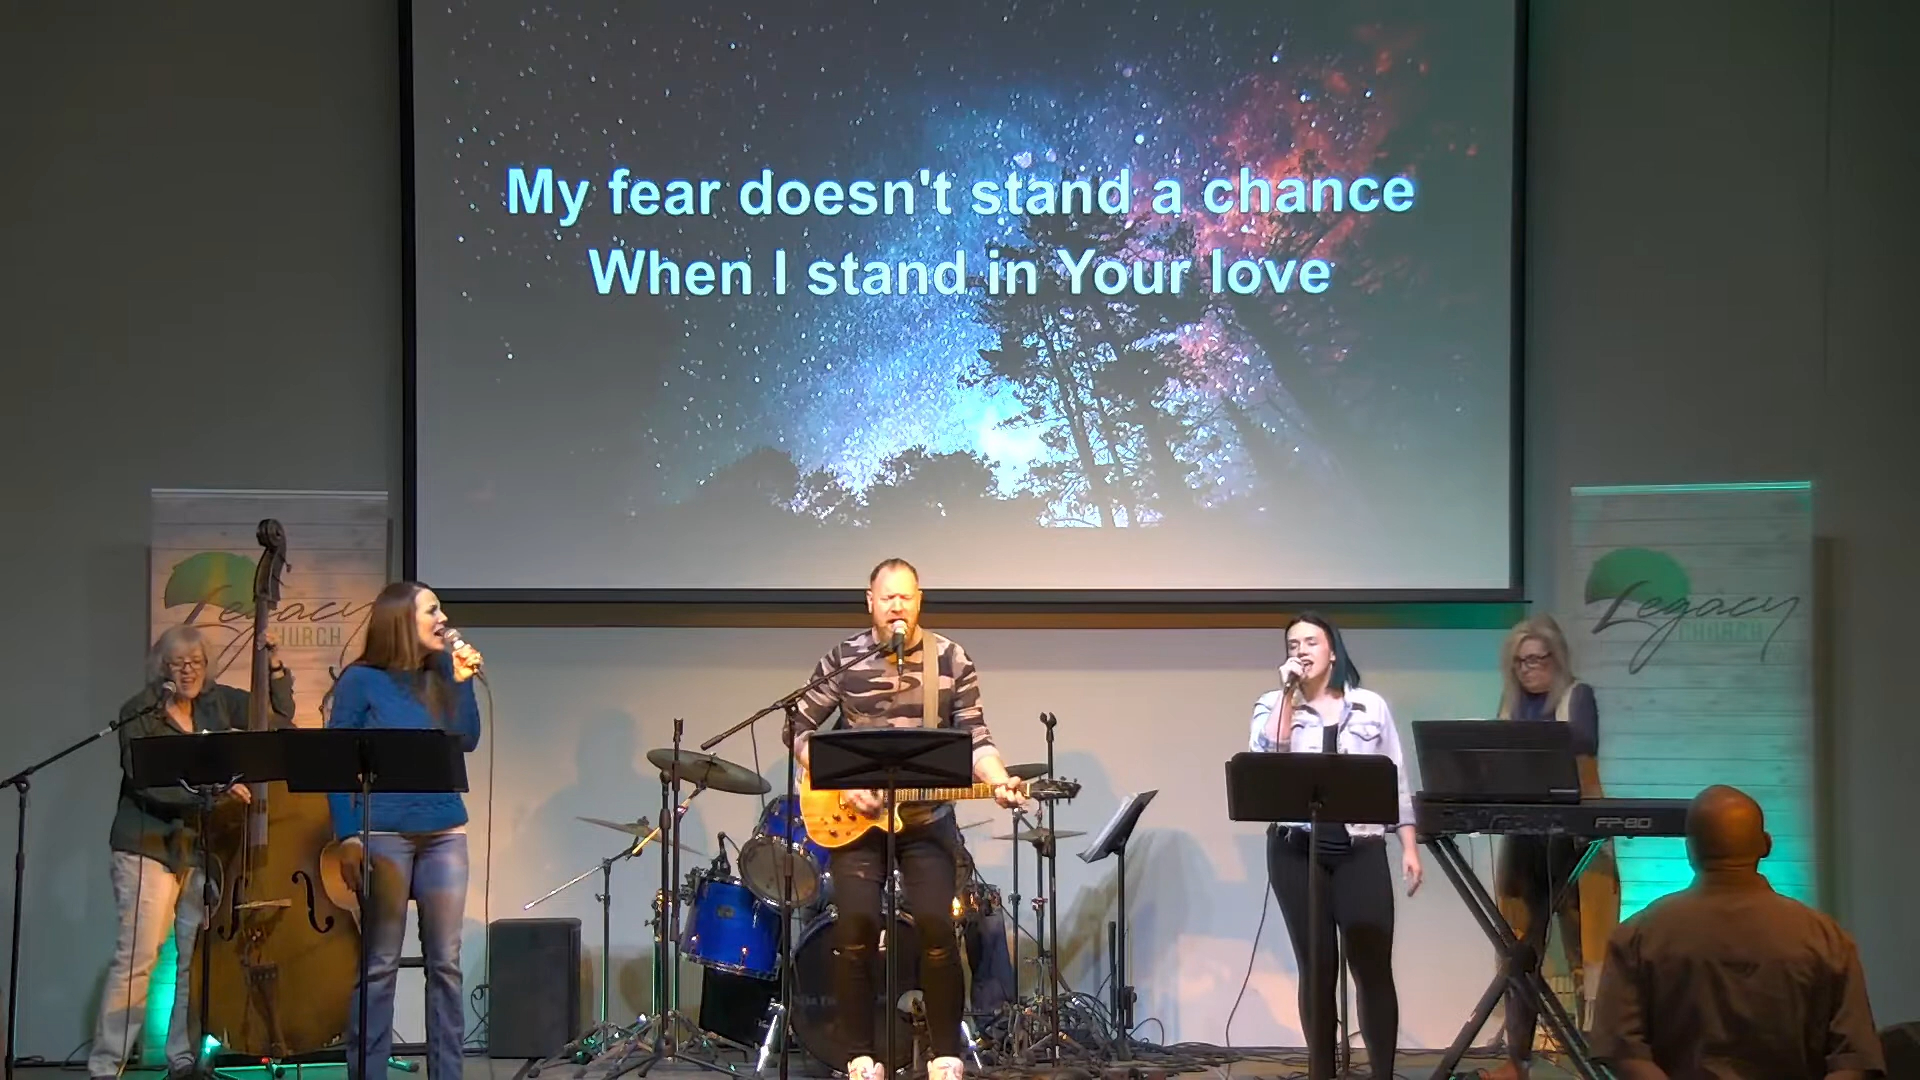 My fear doesn't stand a chance
When I stand in Your love
Legacy
CHURCH
Legacy
CHURCH
FP-80